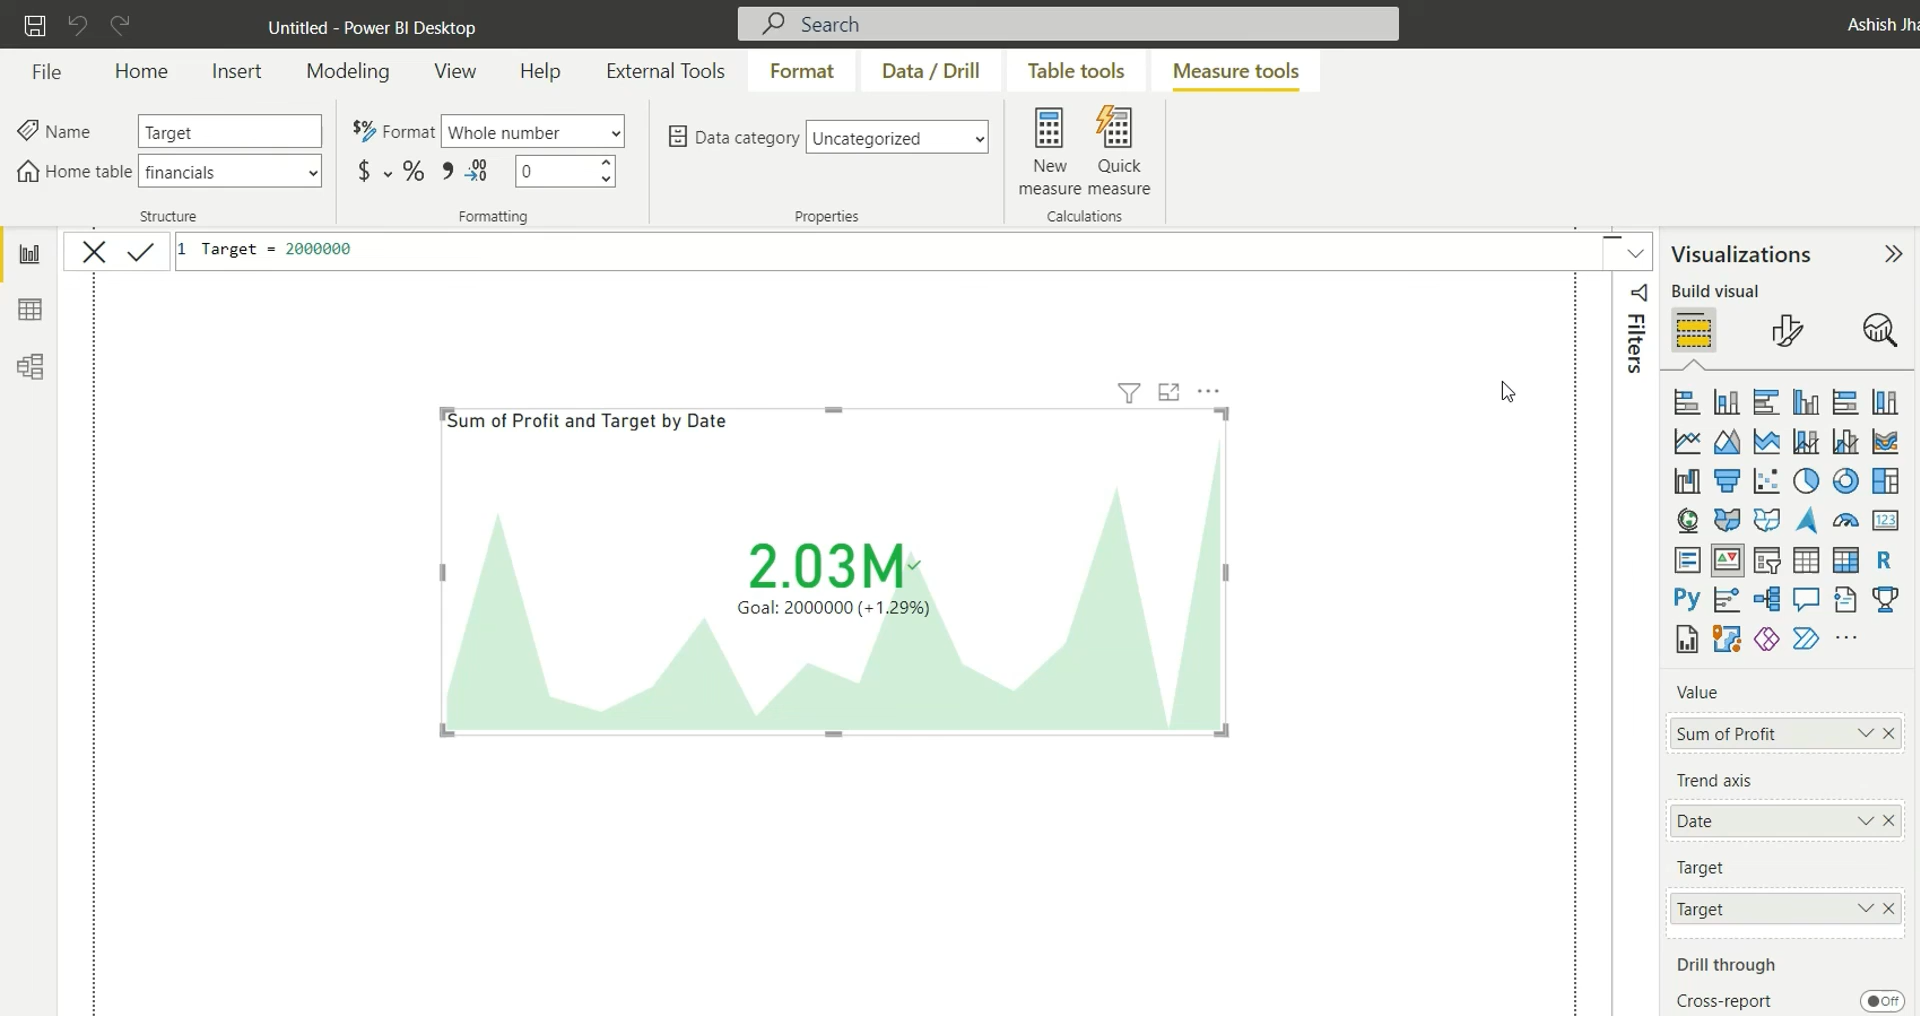 Untitled - Power BI Desktop
Search
Ashish Jha
File Home Insert Modeling View Help External Tools Format Data / Drill Table tools Measure tools
Name Target
$% Format Whole number
Data category Uncategorized
New measure
Quick measure
Home table financials
$ % , .00 0
Structure Formatting Properties Calculations
1 Target = 2000000
Visualizations
Build visual
Filters
Sum of Profit and Target by Date
2.03M
Goal: 2000000 (+1.29%)
123
R
Py
Value
Sum of Profit
Trend axis
Date
Target
Target
Drill through
Cross-report Off